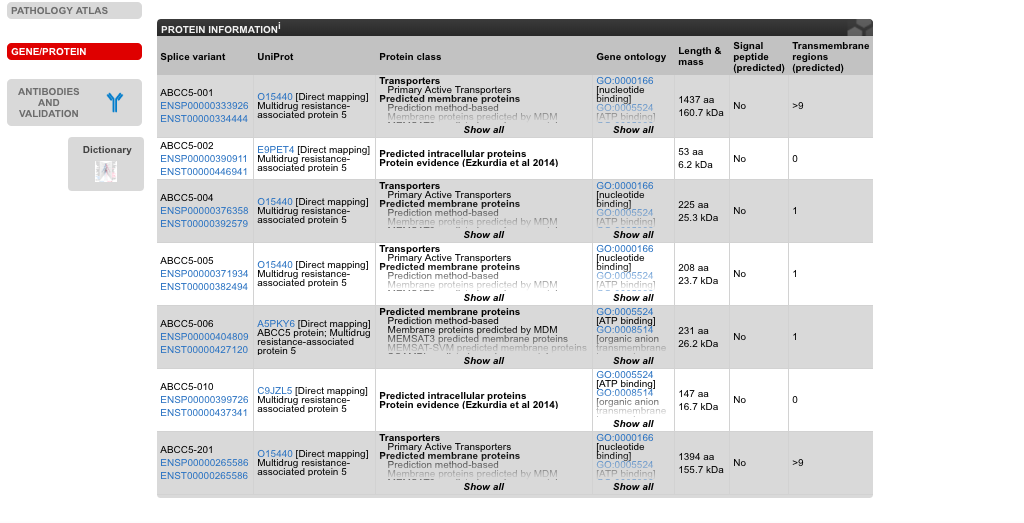 PATHOLOGY ATLAS
GENE/PROTEIN
ANTIBODIES
AND
VALIDATION
Dictionary
PROTEIN INFORMATIONi
Splice variant
UniProt
Protein class
Gene ontology
Length &
mass
Signal
peptide
(predicted)
Transmembrane
regions
(predicted)
ABCC5-001
ENSP00000333926
ENST00000334444
O15440 [Direct mapping]
Multidrug resistance-
associated protein 5
Transporters
Primary Active Transporters
Predicted membrane proteins
Prediction method-based
Membrane proteins predicted by MDM
Show all
GO:0000166
[nucleotide
binding]
GO:0005524
[ATP binding]
Show all
1437 aa
160.7 kDa
No
>9
ABCC5-002
ENSP00000390911
ENST00000446941
E9PET4 [Direct mapping]
Multidrug resistance-
associated protein 5
Predicted intracellular proteins
Protein evidence (Ezkurdia et al 2014)
53 aa
6.2 kDa
No
0
ABCC5-004
ENSP00000376358
ENST00000392579
O15440 [Direct mapping]
Multidrug resistance-
associated protein 5
Transporters
Primary Active Transporters
Predicted membrane proteins
Prediction method-based
Membrane proteins predicted by MDM
Show all
GO:0000166
[nucleotide
binding]
GO:0005524
[ATP binding]
Show all
225 aa
25.3 kDa
No
1
ABCC5-005
ENSP00000371934
ENST00000382494
O15440 [Direct mapping]
Multidrug resistance-
associated protein 5
Transporters
Primary Active Transporters
Predicted membrane proteins
Prediction method-based
Membrane proteins predicted by MDM
Show all
GO:0000166
[nucleotide
binding]
GO:0005524
[ATP binding]
Show all
208 aa
23.7 kDa
No
1
ABCC5-006
ENSP00000404809
ENST00000427120
A5PKY6 [Direct mapping]
ABCC5 protein; Multidrug
resistance-associated
protein 5
Predicted membrane proteins
Prediction method-based
Membrane proteins predicted by MDM
MEMSAT3 predicted membrane proteins
MEMSAT-SVM predicted membrane proteins
Show all
GO:0005524
[ATP binding]
GO:0008514
[organic anion
transmembrane
Show all
231 aa
26.2 kDa
No
1
ABCC5-010
ENSP00000399726
ENST00000437341
C9JZL5 [Direct mapping]
Multidrug resistance-
associated protein 5
Predicted intracellular proteins
Protein evidence (Ezkurdia et al 2014)
GO:0005524
[ATP binding]
GO:0008514
[organic anion
transmembrane
Show all
147 aa
16.7 kDa
No
0
ABCC5-201
ENSP00000265586
ENST00000265586
O15440 [Direct mapping]
Multidrug resistance-
associated protein 5
Transporters
Primary Active Transporters
Predicted membrane proteins
Prediction method-based
Membrane proteins predicted by MDM
Show all
GO:0000166
[nucleotide
binding]
GO:0005524
[ATP binding]
Show all
1394 aa
155.7 kDa
No
>9